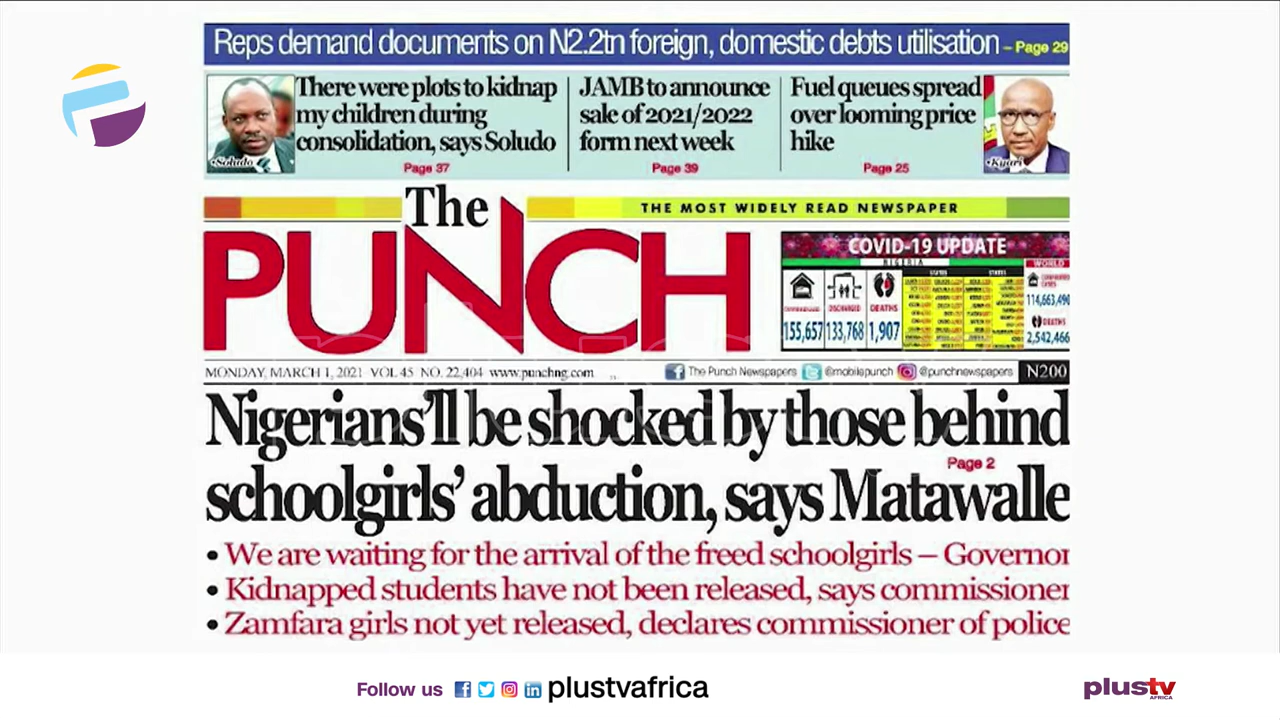 Reps demand documents on N2.2tn foreign, domestic debts utilisation – Page 29
There were plots to kidnap
my children during
consolidation, says Soludo
Page 37
•Soludo
JAMB to announce
sale of 2021/2022
form next week
Page 39
Fuel queues spread
over looming price
hike
Page 25
•Kyari
THE MOST WIDELY READ NEWSPAPER
The
PUNCH
COVID-19 UPDATE
NIGERIA
WORLD
DISCHARGED
DEATHS
155,657
133,768
1,907
114,663,490
DEATHS
2,542,466
MONDAY, MARCH 1, 2021 VOL 45 NO. 22,404 www.punchng.com
The Punch Newspapers @mobilepunch @punchnewspapers N200
Nigerians'll be shocked by those behind
Page 2
schoolgirls' abduction, says Matawalle
• We are waiting for the arrival of the freed schoolgirls – Governor
• Kidnapped students have not been released, says commissioner
• Zamfara girls not yet released, declares commissioner of police
Follow us plustvafrica
plustv
AFRICA